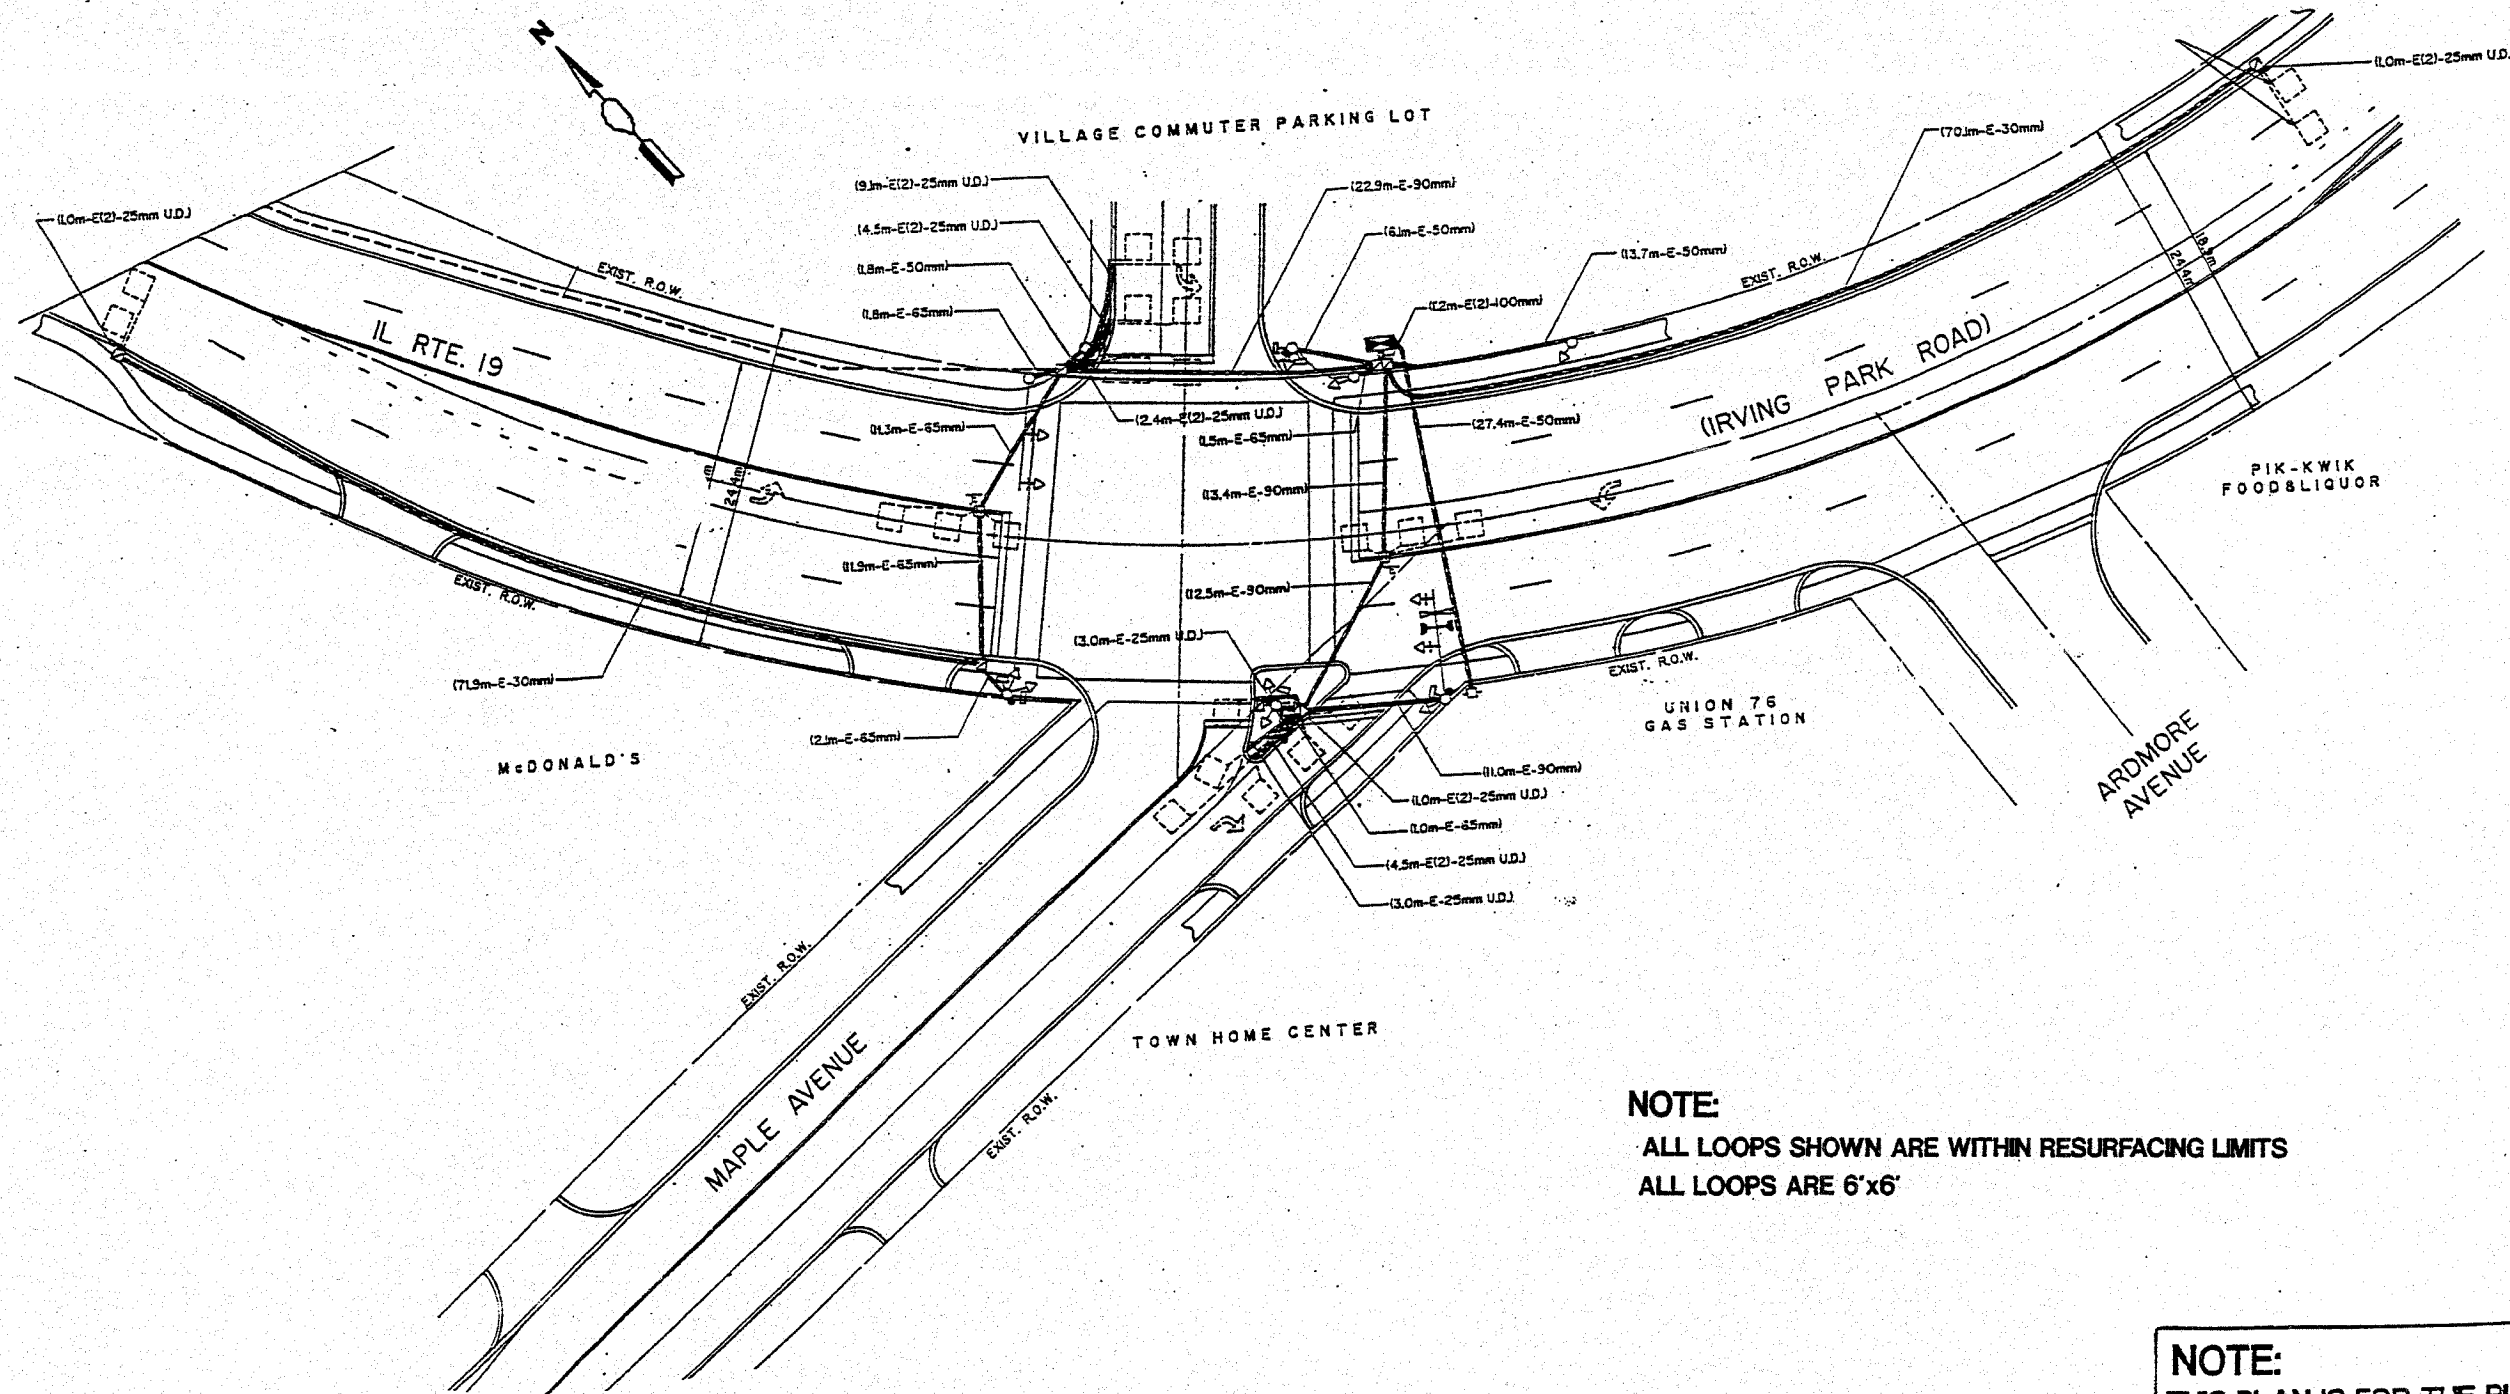 N
VILLAGE COMMUTER PARKING LOT
(1.0m-E(2)-25mm U.D.)
(70.1m-E-30mm)
(9.1m-E(2)-25mm U.D.)
(22.9m-E-90mm)
(1.0m-E(2)-25mm U.D.)
(4.5m-E(2)-25mm U.D.)
(6.1m-E-50mm)
(13.7m-E-50mm)
EXIST. R.O.W.
(1.8m-E-50mm)
EXIST. R.O.W.
18.9m
24.4m
(1.8m-E-65mm)
(1.2m-E(2)-100mm)
IL RTE. 19
(IRVING PARK ROAD)
(2.4m-E(2)-25mm U.D.)
(11.3m-E-65mm)
(1.5m-E-65mm)
(27.4m-E-50mm)
24.4m
(13.4m-E-90mm)
PIK-KWIK
FOOD&LIQUOR
(11.9m-E-65mm)
(12.5m-E-90mm)
EXIST. R.O.W.
(3.0m-E-25mm U.D.)
EXIST. R.O.W.
(71.9m-E-30mm)
(2.1m-E-65mm)
UNION 76
GAS STATION
McDONALD'S
ARDMORE
AVENUE
(11.0m-E-90mm)
(1.0m-E(2)-25mm U.D.)
(1.0m-E-65mm)
(4.5m-E(2)-25mm U.D.)
(3.0m-E-25mm U.D.)
EXIST. R.O.W.
MAPLE AVENUE
TOWN HOME CENTER
EXIST. R.O.W.
NOTE:
ALL LOOPS SHOWN ARE WITHIN RESURFACING LIMITS
ALL LOOPS ARE 6'x6'
NOTE:
THIS PLAN IS FOR THE